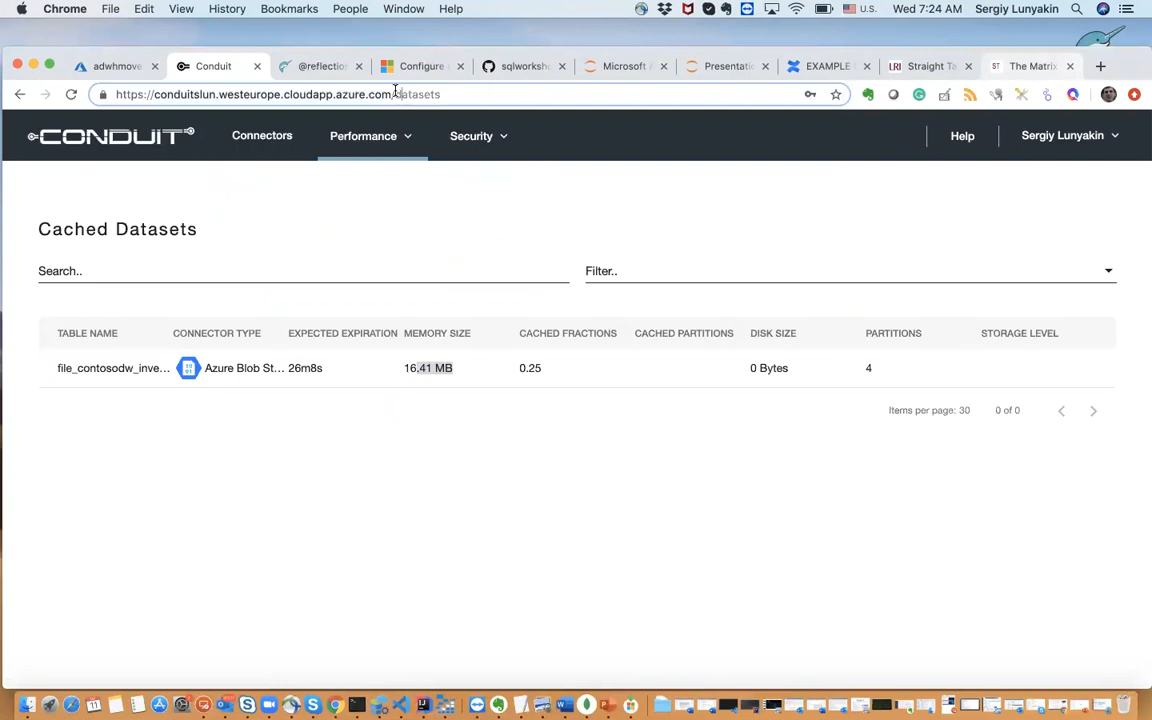 Chrome File Edit View History Bookmarks People Window Help U.S. Wed 7:24 AM Sergiy Lunyakin
adwhmove Conduit @reflectio Configure sqlworksh Microsoft Presentati EXAMPLE Straight Ta The Matrix
https://conduitslun.westeurope.cloudapp.azure.com/datasets
CONDUIT Connectors Performance Security Help Sergiy Lunyakin
Cached Datasets
Search.. Filter..
TABLE NAME CONNECTOR TYPE EXPECTED EXPIRATION MEMORY SIZE CACHED FRACTIONS CACHED PARTITIONS DISK SIZE PARTITIONS STORAGE LEVEL
file_contosodw_inve... Azure Blob St... 26m8s 16.41 MB 0.25 0 Bytes 4
Items per page: 30 0 of 0